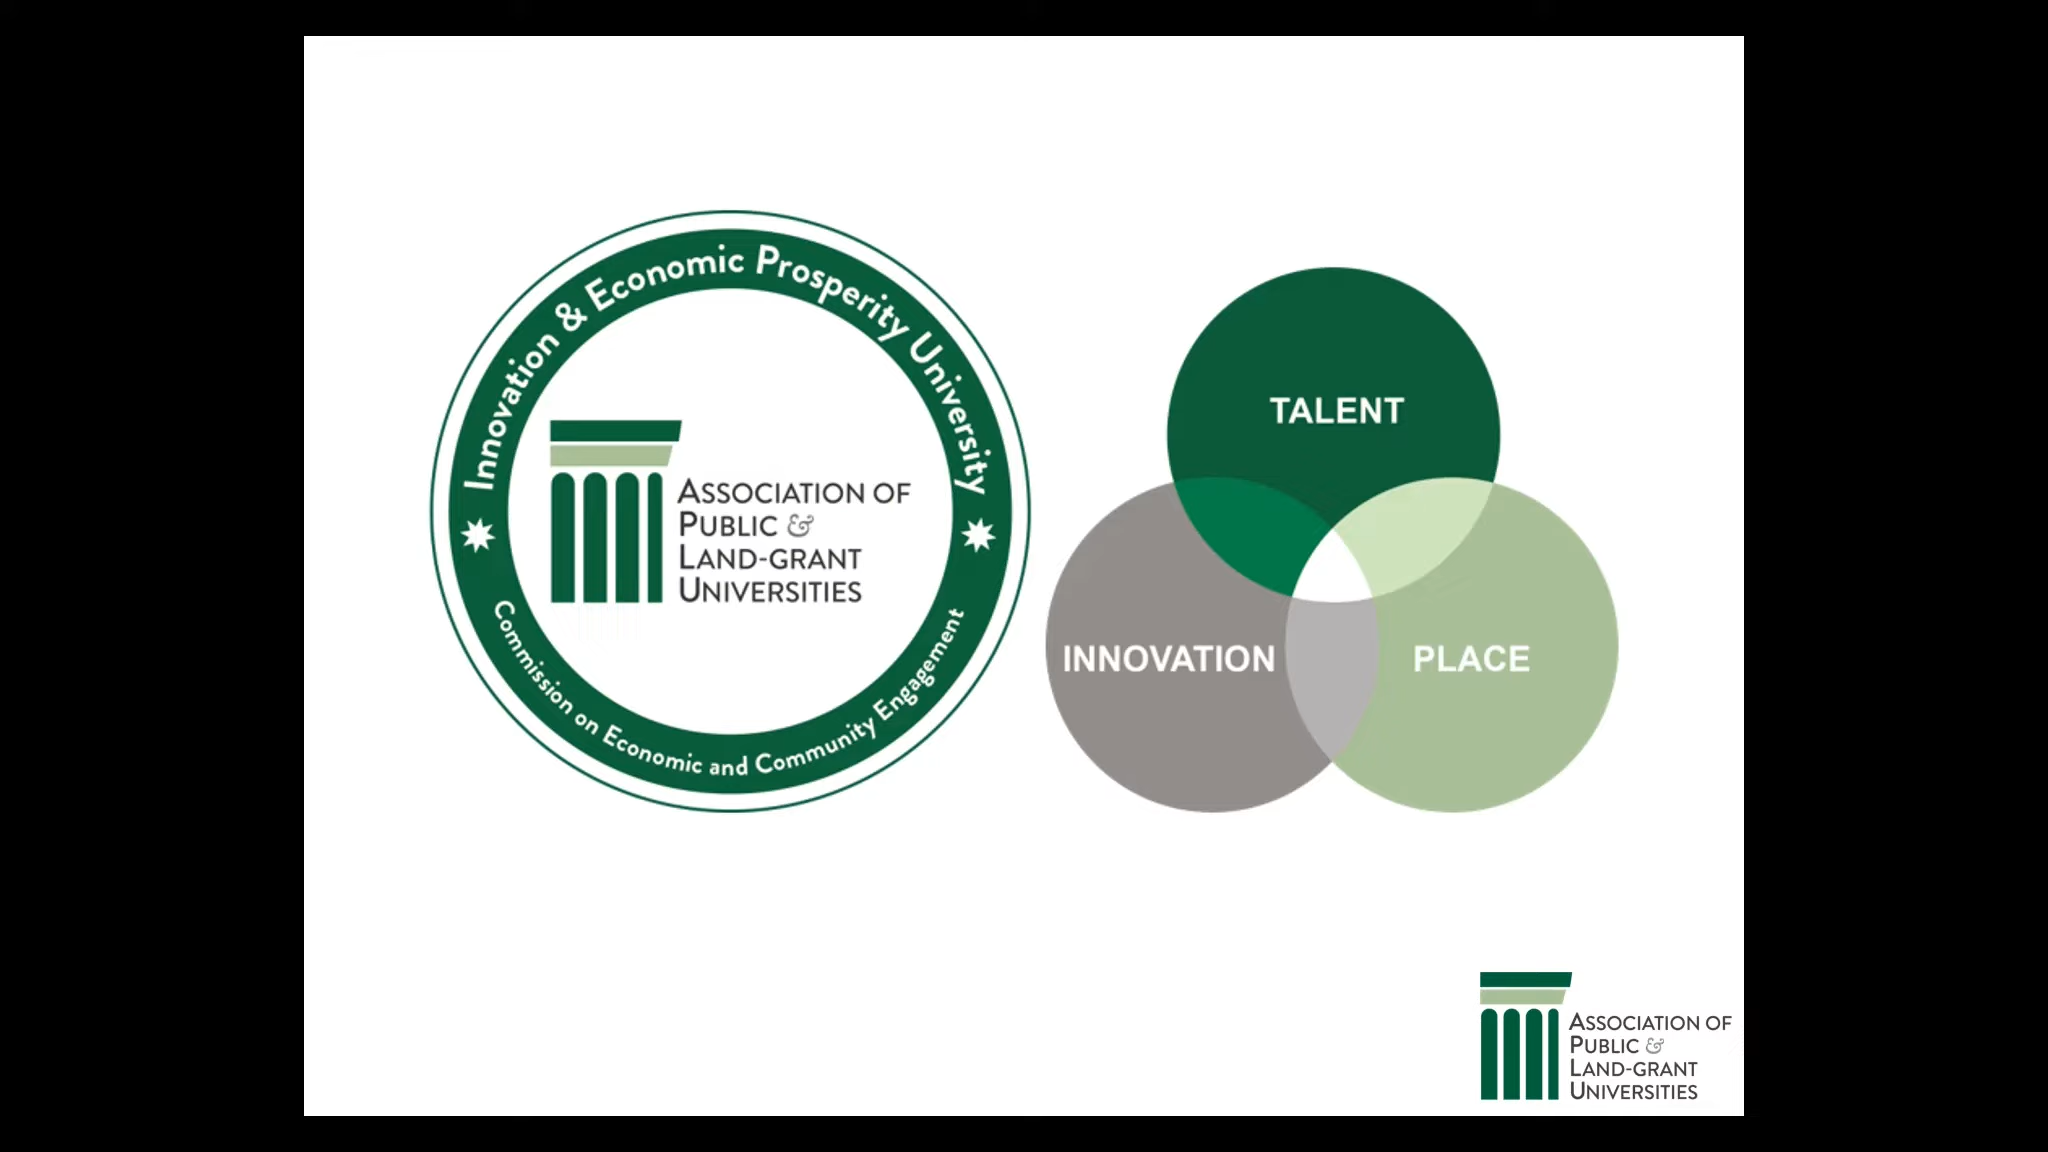 Innovation & Economic Prosperity University
ASSOCIATION OF
PUBLIC &
LAND-GRANT
UNIVERSITIES
Commission on Economic and Community Engagement
TALENT
INNOVATION
PLACE
ASSOCIATION OF
PUBLIC &
LAND-GRANT
UNIVERSITIES